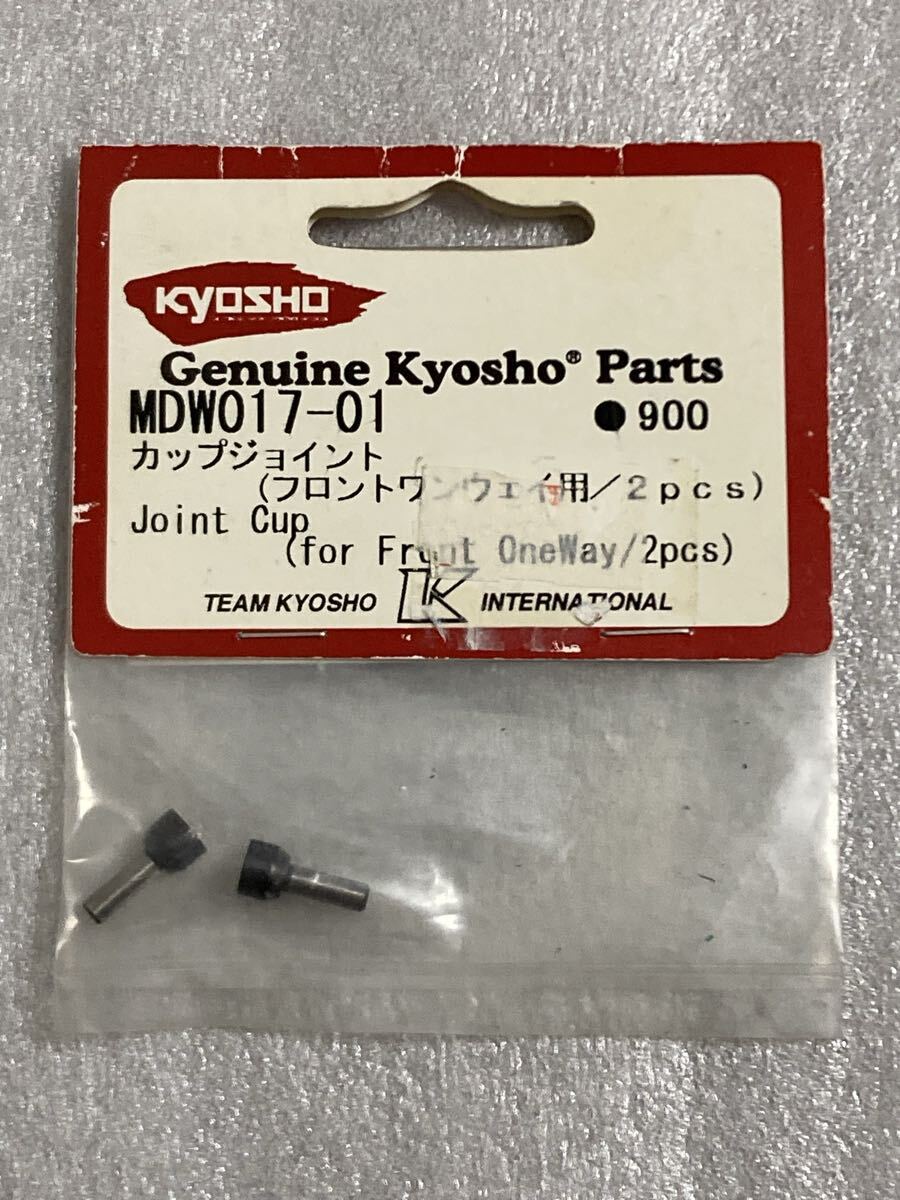 KYOSHO
Genuine Kyosho® Parts
MDW017-01 ●900
カップジョイント
(フロントワンウェイ用/2pcs)
Joint Cup
(for Front OneWay/2pcs)
TEAM KYOSHO K INTERNATIONAL